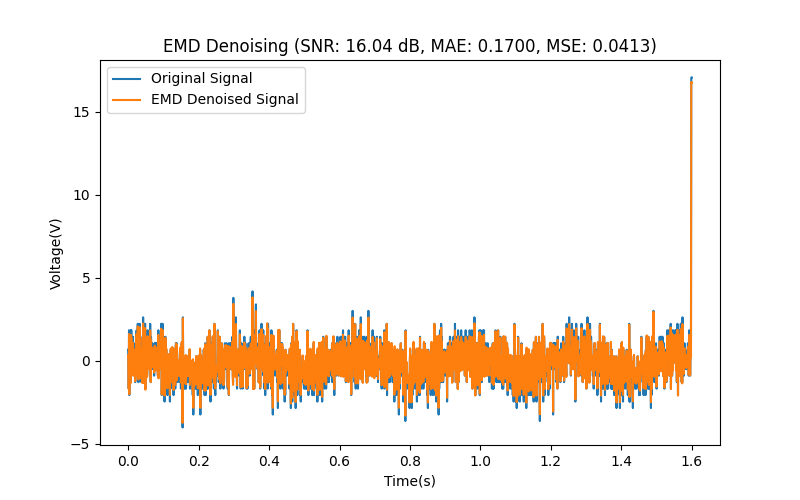 EMD Denoising (SNR: 16.04 dB, MAE: 0.1700, MSE: 0.0413)
Original Signal
EMD Denoised Signal
15
10
5
0
−5
Voltage(V)
0.0 0.2 0.4 0.6 0.8 1.0 1.2 1.4 1.6
Time(s)